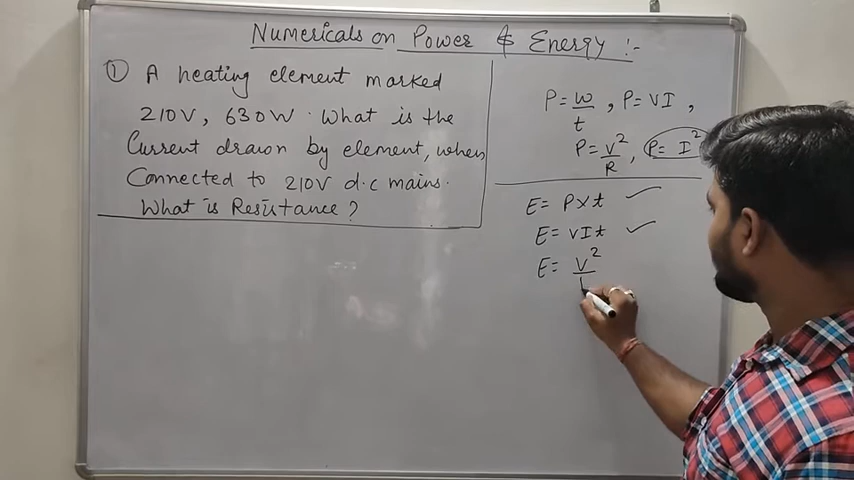 Numericals on Power & Energy :-
① A heating element marked
210V, 630W. What is the
Current drawn by element, when
Connected to 210V d.c mains.
What is Resistance?
P = W/t , P = VI ,
P = V²/R , P = I²
E = P×t ✓
E = VIt ✓
E = V²